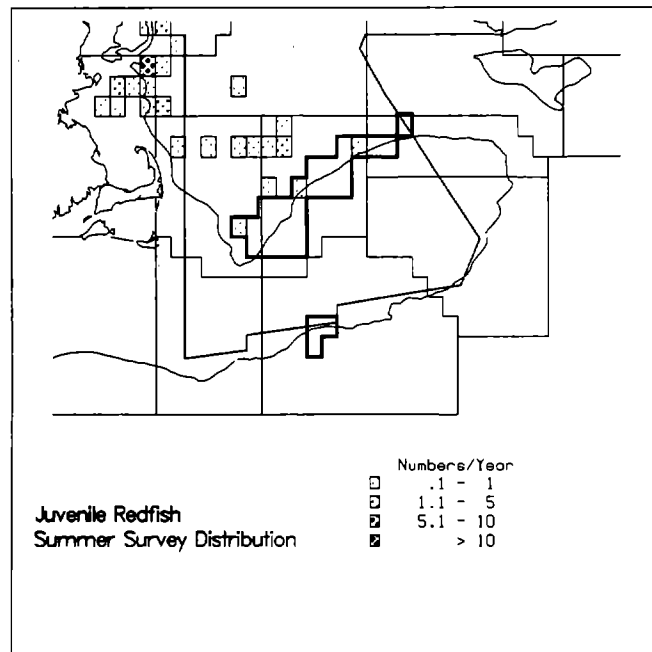 Numbers/Year
.1 - 1
1.1 - 5
5.1 - 10
> 10
Juvenile Redfish
Summer Survey Distribution